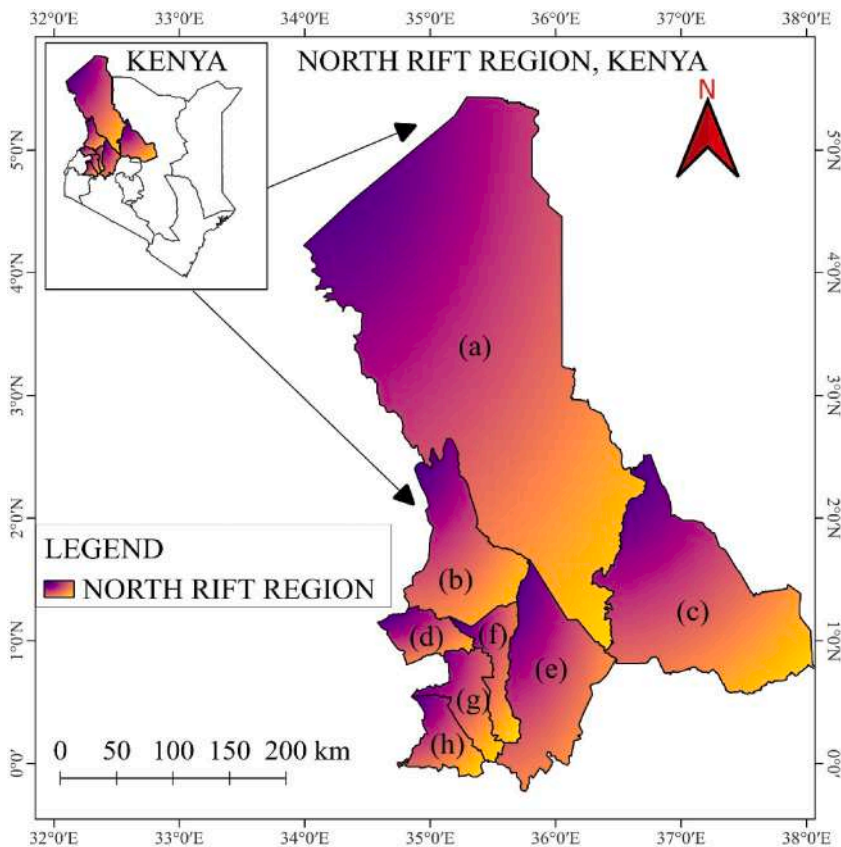 32°0'E 33°0'E 34°0'E 35°0'E 36°0'E 37°0'E 38°0'E
KENYA
NORTH RIFT REGION, KENYA
N
5°0'N 5°0'N
4°0'N 4°0'N
(a)
3°0'N 3°0'N
2°0'N 2°0'N
LEGEND
NORTH RIFT REGION
(b)
(c)
1°0'N 1°0'N
(d)
(f)
(e)
(g)
(h)
0 50 100 150 200 km
0°0'N 0°0'N
32°0'E 33°0'E 34°0'E 35°0'E 36°0'E 37°0'E 38°0'E